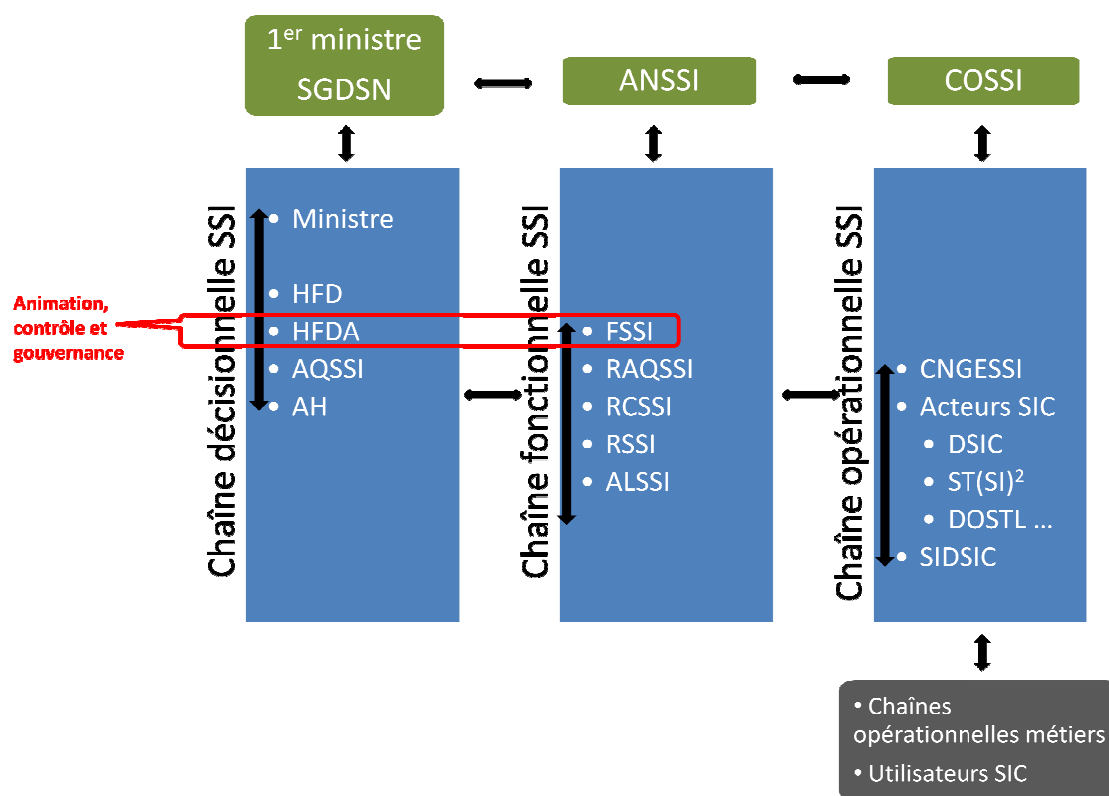 1er ministre
SGDSN
ANSSI
COSSI
Chaîne décisionnelle SSI
• Ministre
• HFD
• HFDA
• AQSSI
• AH
Animation,
contrôle et
gouvernance
Chaîne fonctionnelle SSI
• FSSI
• RAQSSI
• RCSSI
• RSSI
• ALSSI
Chaîne opérationnelle SSI
• CNGESSI
• Acteurs SIC
• DSIC
• ST(SI)²
• DOSTL ...
• SIDSIC
• Chaînes
opérationnelles métiers
• Utilisateurs SIC